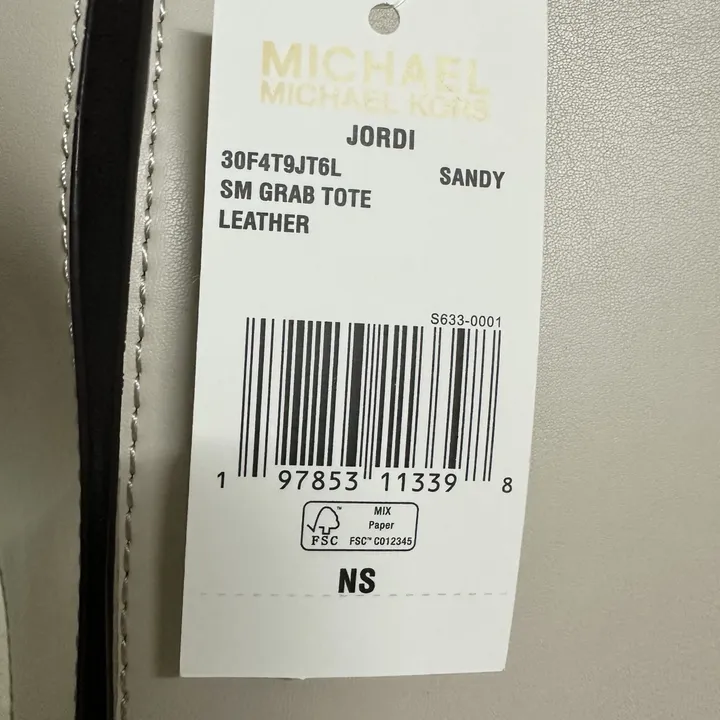 MICHAEL
MICHAEL KORS
JORDI
30F4T9JT6L SANDY
SM GRAB TOTE
LEATHER
S633-0001
1 97853 11339 8
FSC
MIX
Paper
FSC™ C012345
NS